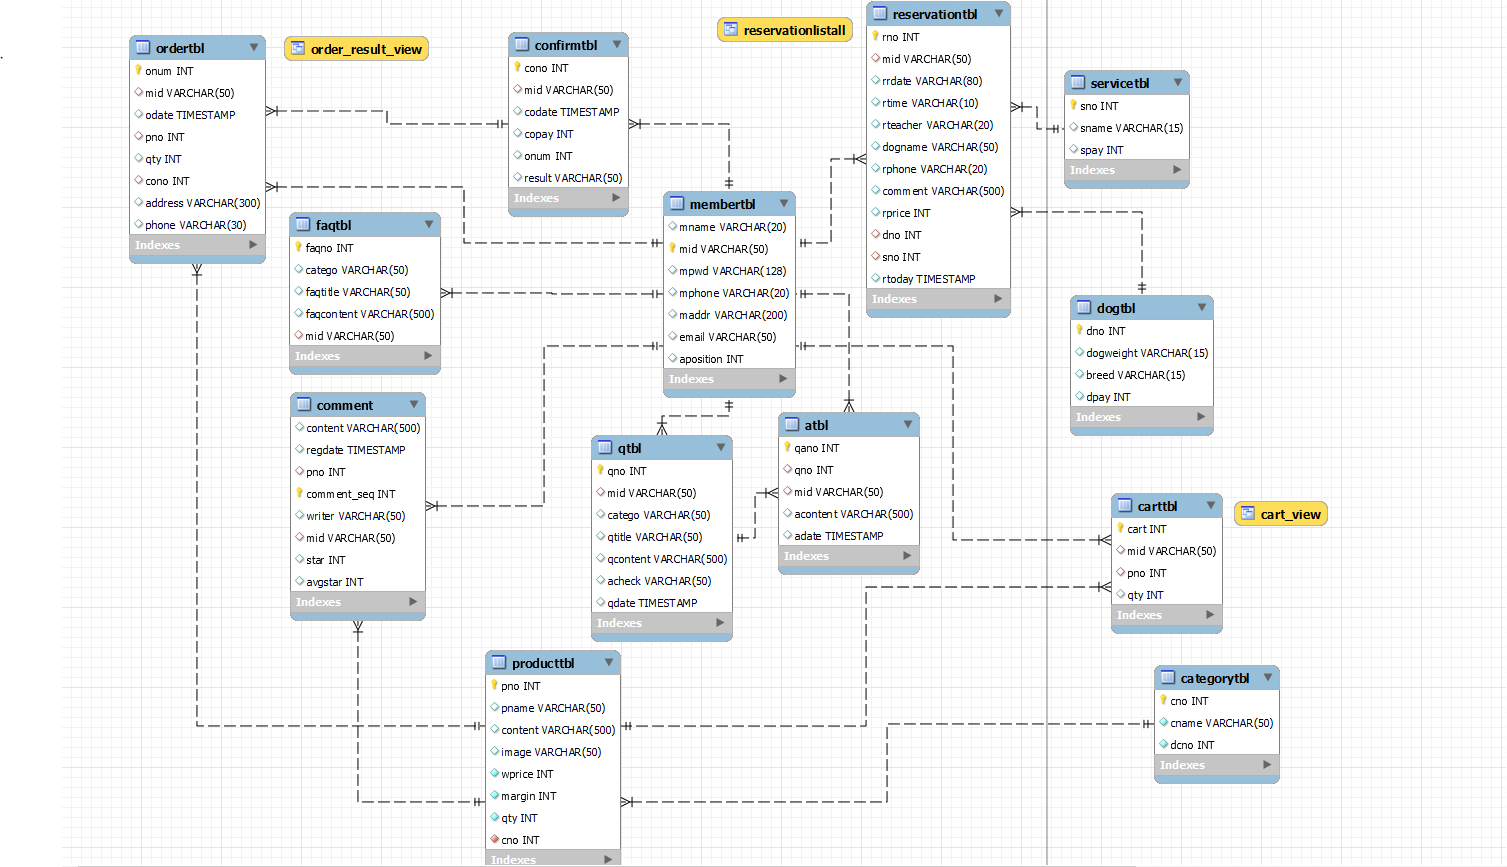 ordertbl
onum INT
mid VARCHAR(50)
odate TIMESTAMP
pno INT
qty INT
cono INT
address VARCHAR(300)
phone VARCHAR(30)
Indexes
order_result_view
confirmtbl
cono INT
mid VARCHAR(50)
codate TIMESTAMP
copay INT
onum INT
result VARCHAR(50)
Indexes
reservationlistall
reservationtbl
rno INT
mid VARCHAR(50)
rrdate VARCHAR(80)
rtime VARCHAR(10)
rteacher VARCHAR(20)
dogname VARCHAR(50)
rphone VARCHAR(20)
comment VARCHAR(500)
rprice INT
dno INT
sno INT
rtoday TIMESTAMP
Indexes
servicetbl
sno INT
sname VARCHAR(15)
spay INT
Indexes
faqtbl
faqno INT
catego VARCHAR(50)
faqtitle VARCHAR(50)
faqcontent VARCHAR(500)
mid VARCHAR(50)
Indexes
membertbl
mname VARCHAR(20)
mid VARCHAR(50)
mpwd VARCHAR(128)
mphone VARCHAR(20)
maddr VARCHAR(200)
email VARCHAR(50)
aposition INT
Indexes
dogtbl
dno INT
dogweight VARCHAR(15)
breed VARCHAR(15)
dpay INT
Indexes
comment
content VARCHAR(500)
regdate TIMESTAMP
pno INT
comment_seq INT
writer VARCHAR(50)
mid VARCHAR(50)
star INT
avgstar INT
Indexes
qtbl
qno INT
mid VARCHAR(50)
catego VARCHAR(50)
qtitle VARCHAR(50)
qcontent VARCHAR(500)
acheck VARCHAR(50)
qdate TIMESTAMP
Indexes
atbl
qano INT
qno INT
mid VARCHAR(50)
acontent VARCHAR(500)
adate TIMESTAMP
Indexes
carttbl
cart INT
mid VARCHAR(50)
pno INT
qty INT
Indexes
cart_view
producttbl
pno INT
pname VARCHAR(50)
content VARCHAR(500)
image VARCHAR(50)
wprice INT
margin INT
qty INT
cno INT
Indexes
categorytbl
cno INT
cname VARCHAR(50)
dcno INT
Indexes